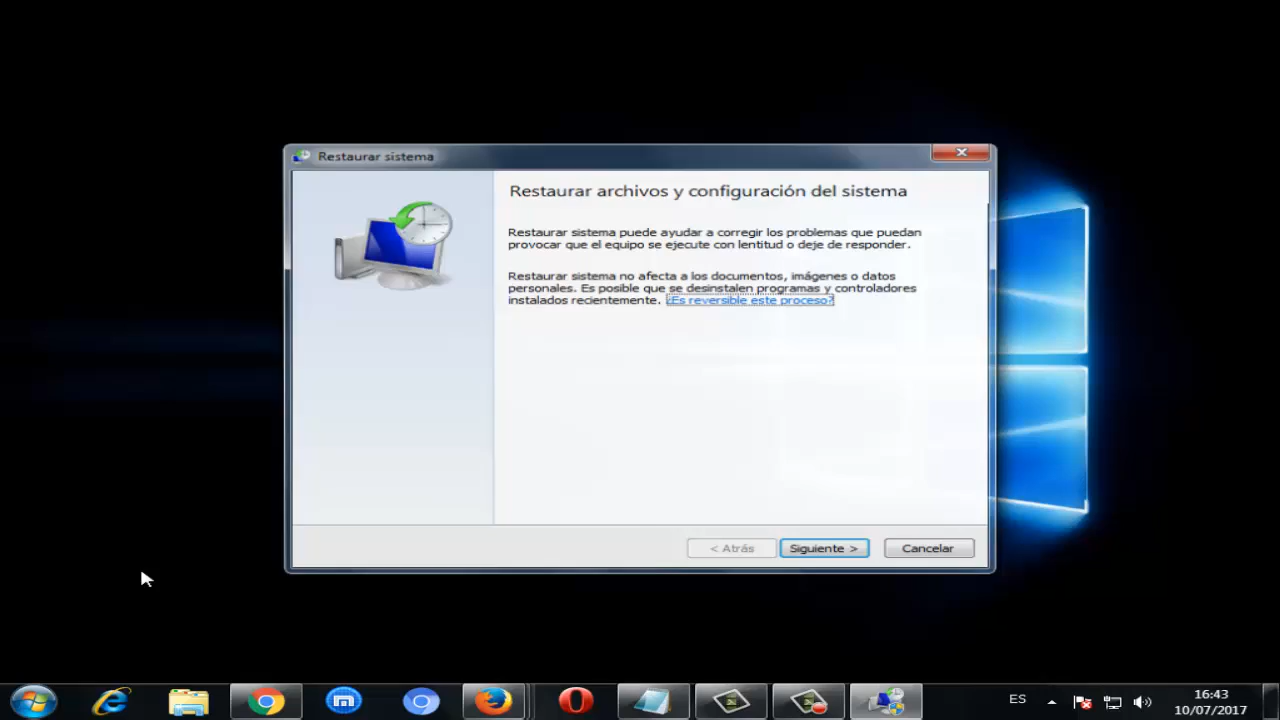 Restaurar sistema
Restaurar archivos y configuración del sistema
Restaurar sistema puede ayudar a corregir los problemas que puedan
provocar que el equipo se ejecute con lentitud o deje de responder.
Restaurar sistema no afecta a los documentos, imágenes o datos
personales. Es posible que se desinstalen programas y controladores
instalados recientemente. ¿Es reversible este proceso?
< Atrás Siguiente > Cancelar
ES
16:43
10/07/2017